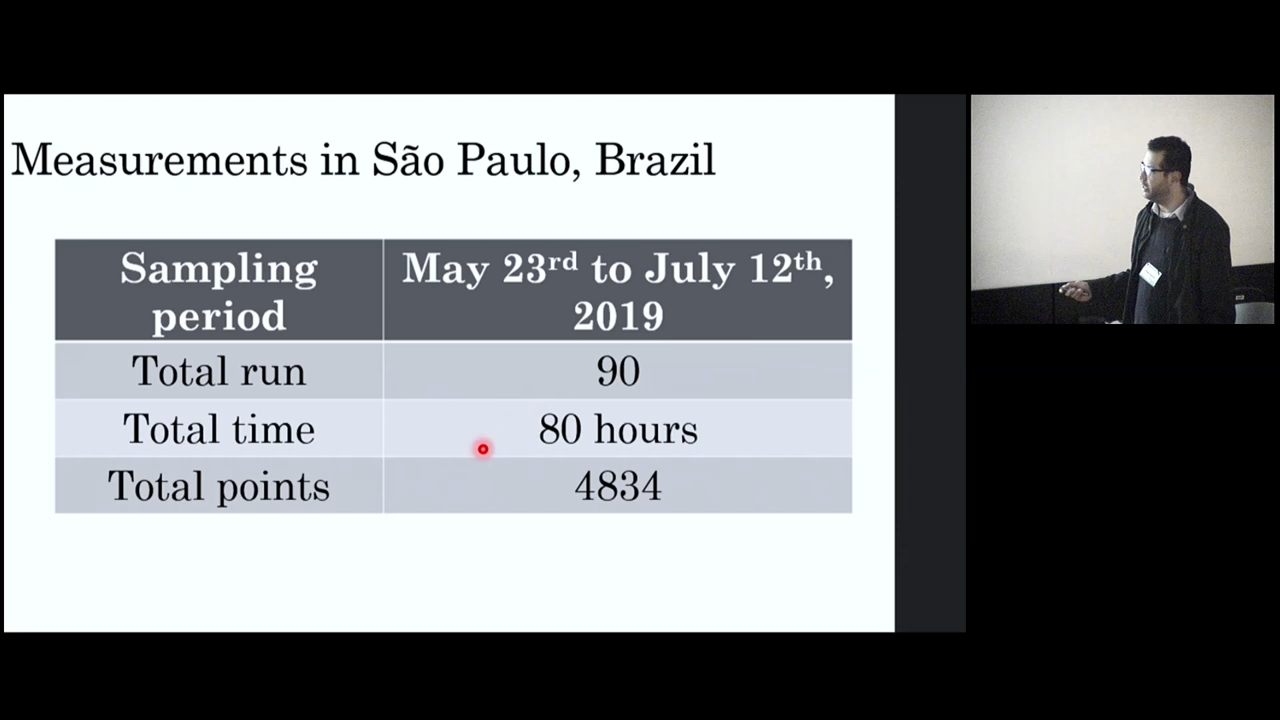 Measurements in São Paulo, Brazil
Sampling period
May 23rd to July 12th, 2019
Total run
90
Total time
80 hours
Total points
4834